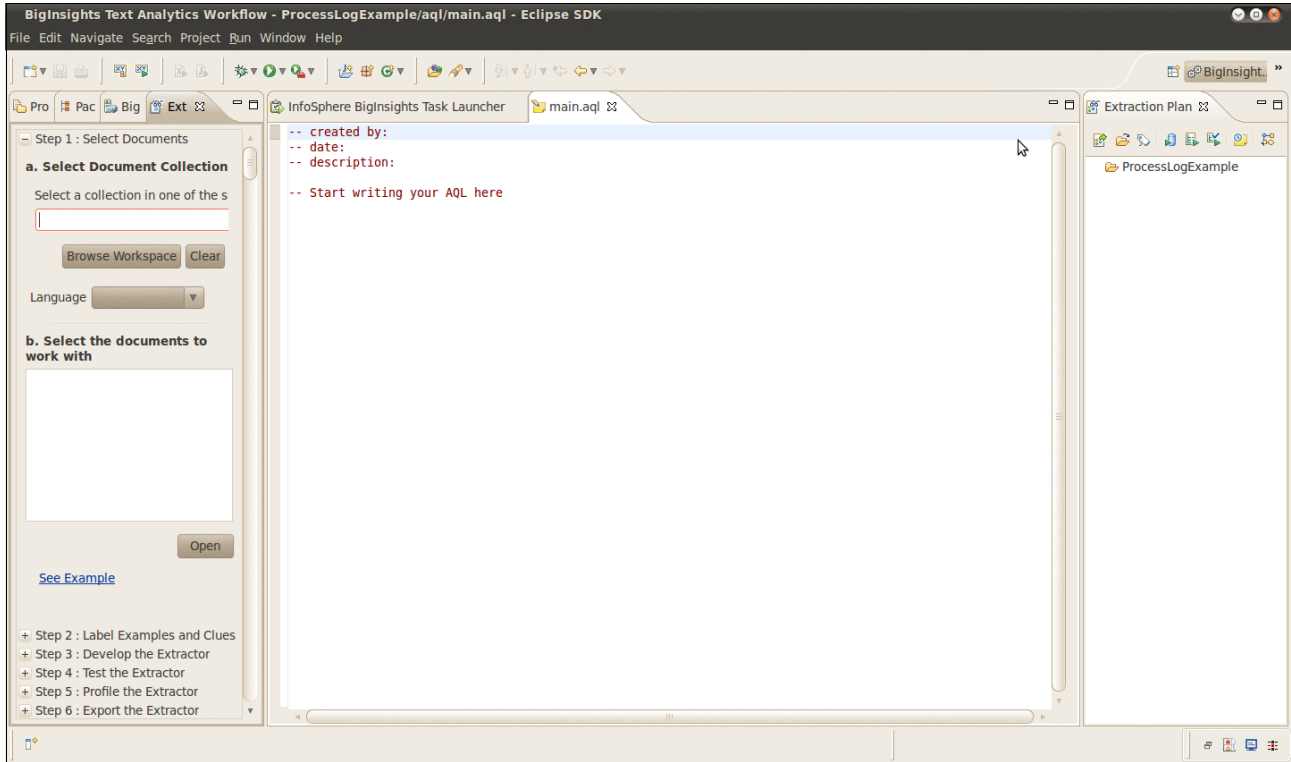 BigInsights Text Analytics Workflow - ProcessLogExample/aql/main.aql - Eclipse SDK
File Edit Navigate Search Project Run Window Help
BigInsight.. »
Pro Pac Big Ext
Step 1 : Select Documents
a. Select Document Collection
Select a collection in one of the s
Browse Workspace Clear
Language
b. Select the documents to
work with
Open
See Example
Step 2 : Label Examples and Clues
Step 3 : Develop the Extractor
Step 4 : Test the Extractor
Step 5 : Profile the Extractor
Step 6 : Export the Extractor
InfoSphere BigInsights Task Launcher main.aql
-- created by:
-- date:
-- description:
-- Start writing your AQL here
Extraction Plan
ProcessLogExample